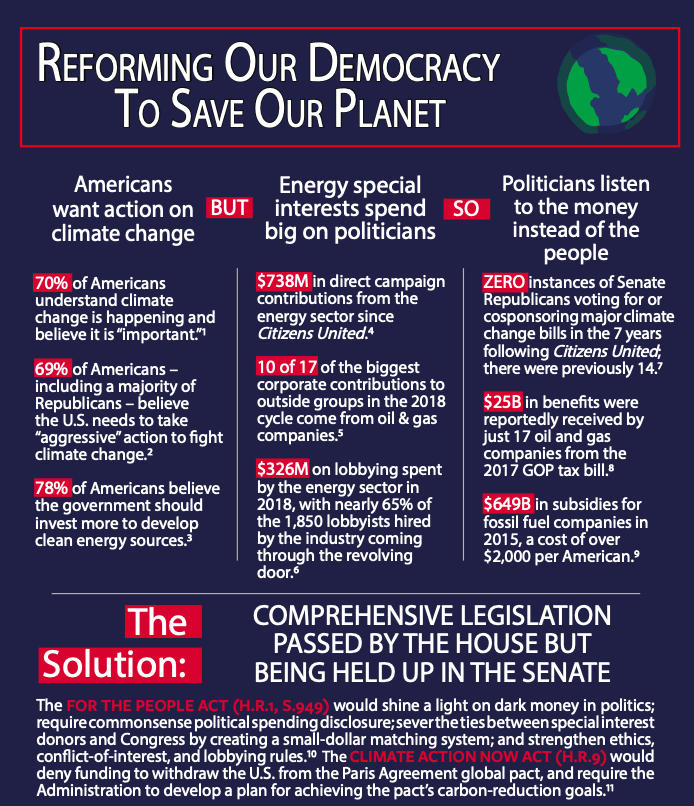 REFORMING OUR DEMOCRACY
TO SAVE OUR PLANET
Americans
want action on
climate change
BUT
Energy special
interests spend
big on politicians
SO
Politicians listen
to the money
instead of the
people
70% of Americans
understand climate
change is happening and
believe it is “important.”¹
69% of Americans –
including a majority of
Republicans – believe
the U.S. needs to take
“aggressive” action to fight
climate change.²
78% of Americans believe
the government should
invest more to develop
clean energy sources.³
$738M in direct campaign
contributions from the
energy sector since
Citizens United.⁴
10 of 17 of the biggest
corporate contributions to
outside groups in the 2018
cycle come from oil & gas
companies.⁵
$326M on lobbying spent
by the energy sector in
2018, with nearly 65% of
the 1,850 lobbyists hired
by the industry coming
through the revolving
door.⁶
ZERO instances of Senate
Republicans voting for or
cosponsoring major climate
change bills in the 7 years
following Citizens United;
there were previously 14.⁷
$25B in benefits were
reportedly received by
just 17 oil and gas
companies from the
2017 GOP tax bill.⁸
$649B in subsidies for
fossil fuel companies in
2015, a cost of over
$2,000 per American.⁹
The
Solution:
COMPREHENSIVE LEGISLATION
PASSED BY THE HOUSE BUT
BEING HELD UP IN THE SENATE
The FOR THE PEOPLE ACT (H.R.1, S.949) would shine a light on dark money in politics;
require commonsense political spending disclosure; sever the ties between special interest
donors and Congress by creating a small-dollar matching system; and strengthen ethics,
conflict-of-interest, and lobbying rules.¹⁰ The CLIMATE ACTION NOW ACT (H.R.9) would
deny funding to withdraw the U.S. from the Paris Agreement global pact, and require the
Administration to develop a plan for achieving the pact’s carbon-reduction goals.¹¹